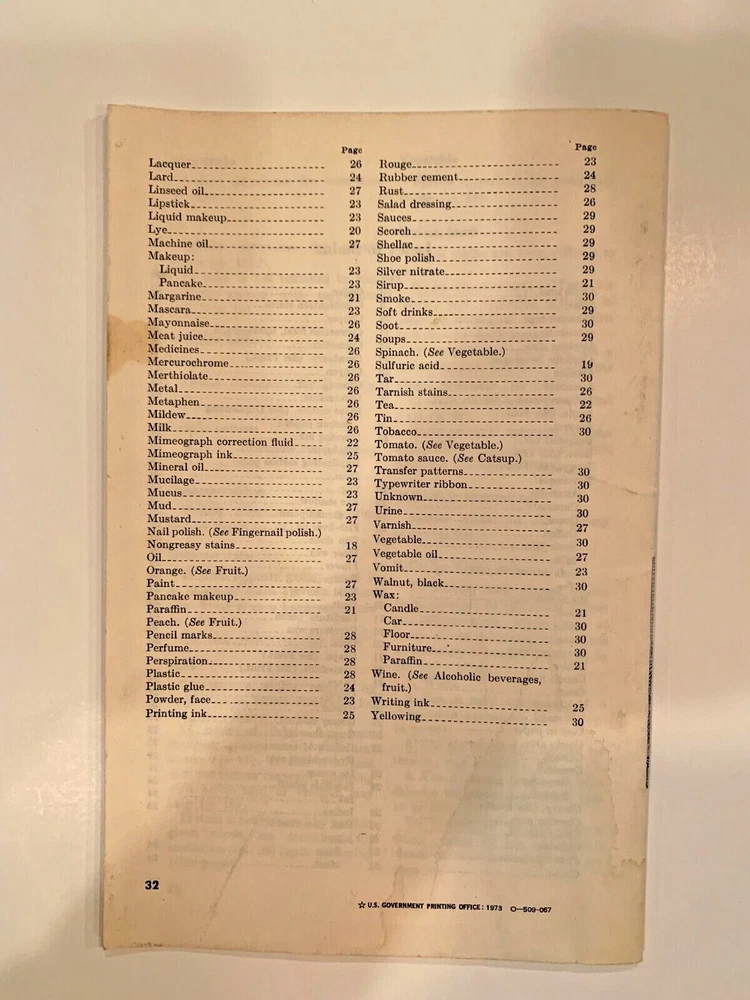 Page
Lacquer 26
Lard 24
Linseed oil 27
Lipstick 23
Liquid makeup 23
Lye 20
Machine oil 27
Makeup:
Liquid 23
Pancake 23
Margarine 21
Mascara 23
Mayonnaise 26
Meat juice 24
Medicines 26
Mercurochrome 26
Merthiolate 26
Metal 26
Metaphen 26
Mildew 26
Milk 26
Mimeograph correction fluid 22
Mimeograph ink 25
Mineral oil 27
Mucilage 23
Mucus 23
Mud 27
Mustard 27
Nail polish. (See Fingernail polish.)
Nongreasy stains 18
Oil 27
Orange. (See Fruit.)
Paint 27
Pancake makeup 23
Paraffin 21
Peach. (See Fruit.)
Pencil marks 28
Perfume 28
Perspiration 28
Plastic 28
Plastic glue 24
Powder, face 23
Printing ink 25
Page
Rouge 23
Rubber cement 24
Rust 28
Salad dressing 26
Sauces 29
Scorch 29
Shellac 29
Shoe polish 29
Silver nitrate 29
Sirup 21
Smoke 30
Soft drinks 29
Soot 30
Soups 29
Spinach. (See Vegetable.)
Sulfuric acid 19
Tar 30
Tarnish stains 26
Tea 22
Tin 26
Tobacco 30
Tomato. (See Vegetable.)
Tomato sauce. (See Catsup.)
Transfer patterns 30
Typewriter ribbon 30
Unknown 30
Urine 30
Varnish 27
Vegetable 30
Vegetable oil 27
Vomit 23
Walnut, black 30
Wax:
Candle 21
Car 30
Floor 30
Furniture 30
Paraffin 21
Wine. (See Alcoholic beverages,
fruit.)
Writing ink 25
Yellowing 30
32
☆ U.S. GOVERNMENT PRINTING OFFICE: 1973 O—509-067